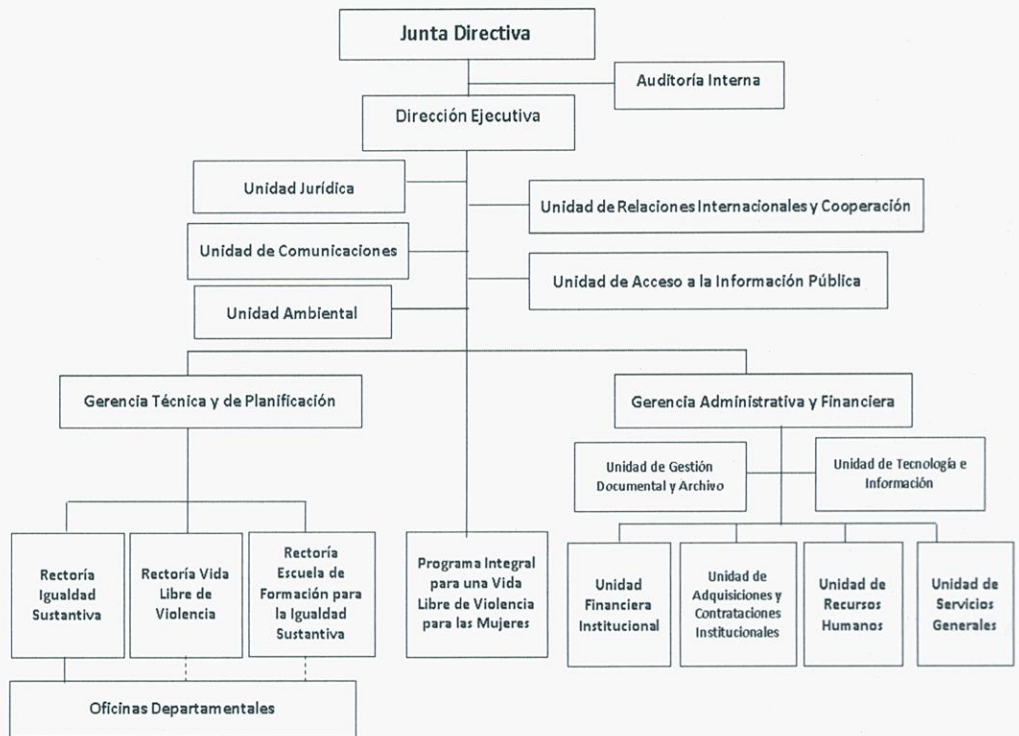 Junta Directiva
Auditoría Interna
Dirección Ejecutiva
Unidad Jurídica
Unidad de Relaciones Internacionales y Cooperación
Unidad de Comunicaciones
Unidad de Acceso a la Información Pública
Unidad Ambiental
Gerencia Técnica y de Planificación
Gerencia Administrativa y Financiera
Unidad de Gestión
Documental y Archivo
Unidad de Tecnología e
Información
Rectoría
Igualdad
Sustantiva
Rectoría Vida
Libre de
Violencia
Rectoría
Escuela de
Formación para
la Igualdad
Sustantiva
Programa Integral
para una Vida
Libre de Violencia
para las Mujeres
Unidad
Financiera
Institucional
Unidad de
Adquisiciones y
Contrataciones
Institucionales
Unidad de
Recursos
Humanos
Unidad de
Servicios
Generales
Oficinas Departamentales